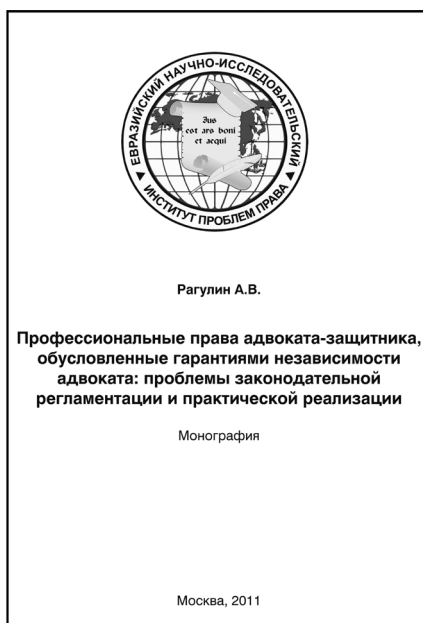 ЕВРАЗИЙСКИЙ НАУЧНО-ИССЛЕДОВАТЕЛЬСКИЙ
ИНСТИТУТ ПРОБЛЕМ ПРАВА
Jus
est ars boni
et aequi
Рагулин А.В.
Профессиональные права адвоката-защитника,
обусловленные гарантиями независимости
адвоката: проблемы законодательной
регламентации и практической реализации
Монография
Москва, 2011